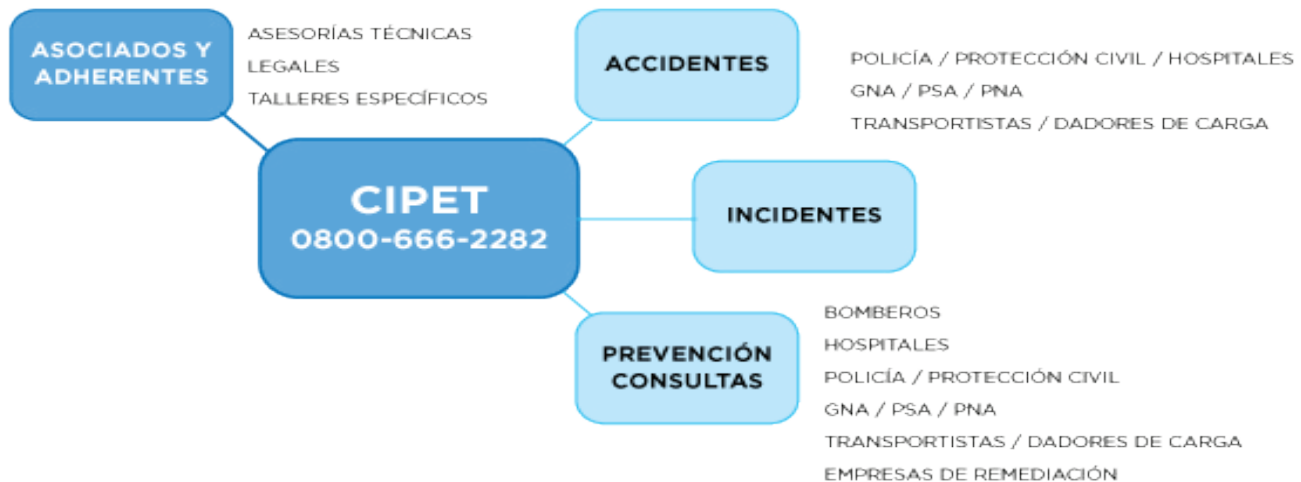 ASOCIADOS Y
ADHERENTES
ASESORÍAS TÉCNICAS
LEGALES
TALLERES ESPECÍFICOS
ACCIDENTES
POLICÍA / PROTECCIÓN CIVIL / HOSPITALES
GNA / PSA / PNA
TRANSPORTISTAS / DADORES DE CARGA
CIPET
0800-666-2282
INCIDENTES
PREVENCIÓN
CONSULTAS
BOMBEROS
HOSPITALES
POLICÍA / PROTECCIÓN CIVIL
GNA / PSA / PNA
TRANSPORTISTAS / DADORES DE CARGA
EMPRESAS DE REMEDIACIÓN